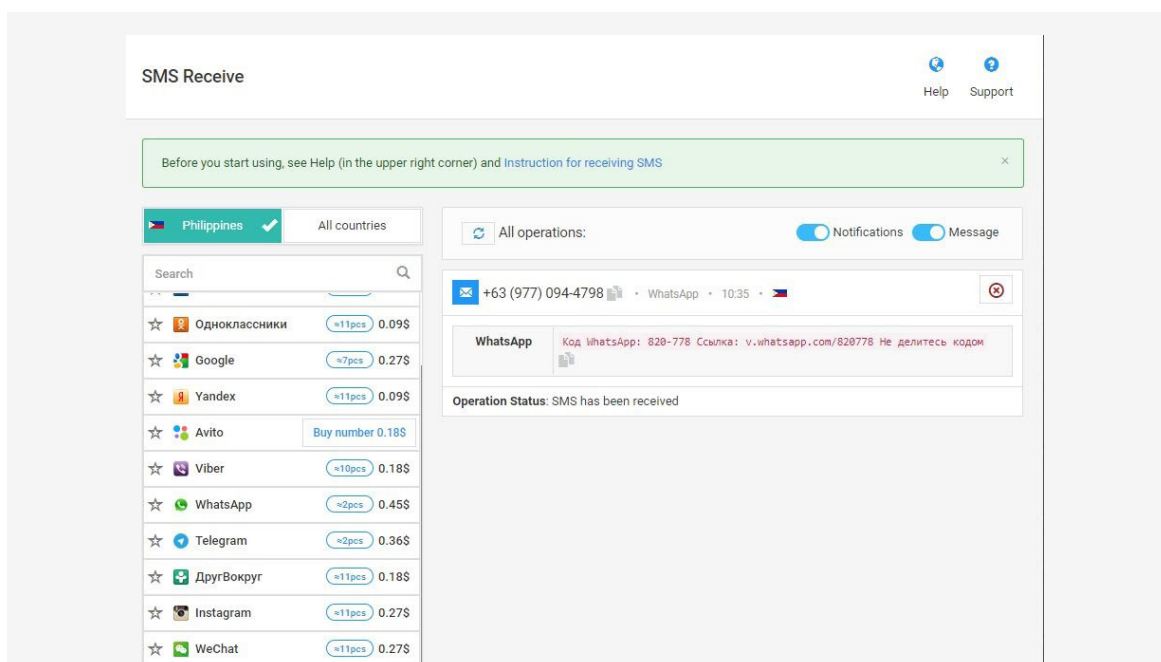 SMS Receive
Help
Support
Before you start using, see Help (in the upper right corner) and Instruction for receiving SMS
Philippines
All countries
Search
Одноклассники ≈11pcs 0.09$
Google ≈7pcs 0.27$
Yandex ≈11pcs 0.09$
Avito Buy number 0.18$
Viber ≈10pcs 0.18$
WhatsApp ≈2pcs 0.45$
Telegram ≈2pcs 0.36$
ДругВокруг ≈11pcs 0.18$
Instagram ≈11pcs 0.27$
WeChat ≈11pcs 0.27$
All operations:
Notifications
Message
+63 (977) 094-4798 • WhatsApp • 10:35 •
WhatsApp
Код WhatsApp: 820-778 Ссылка: v.whatsapp.com/820778 Не делитесь кодом
Operation Status: SMS has been received